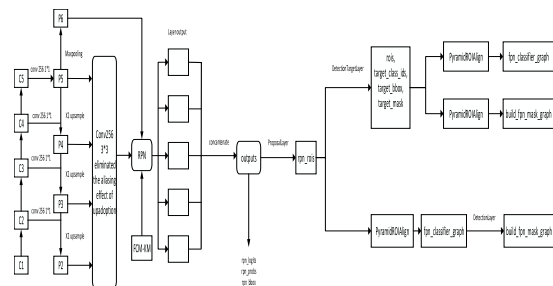 P6
Maxpooling
C5
conv 256 1*1
P5
X2 upsample
C4
conv 256 1*1
P4
X2 upsample
C3
conv 256 1*1
P3
X2 upsample
C2
conv 256 1*1
P2
C1
Conv256
3*3
eliminated
the aliasing
effect of
upadoption
RPN
FCM-KM
Layer output
concatenate
outputs
rpn_logits
rpn_probs
rpn_bbox
ProposalLayer
rpn_rois
DetectionTargetLayer
rois,
target_class_ids,
target_bbox,
target_mask
PyramidROIAlign
fpn_classifier_graph
PyramidROIAlign
build_fpn_mask_graph
PyramidROIAlign
fpn_classifier_graph
DetectionLayer
build_fpn_mask_graph